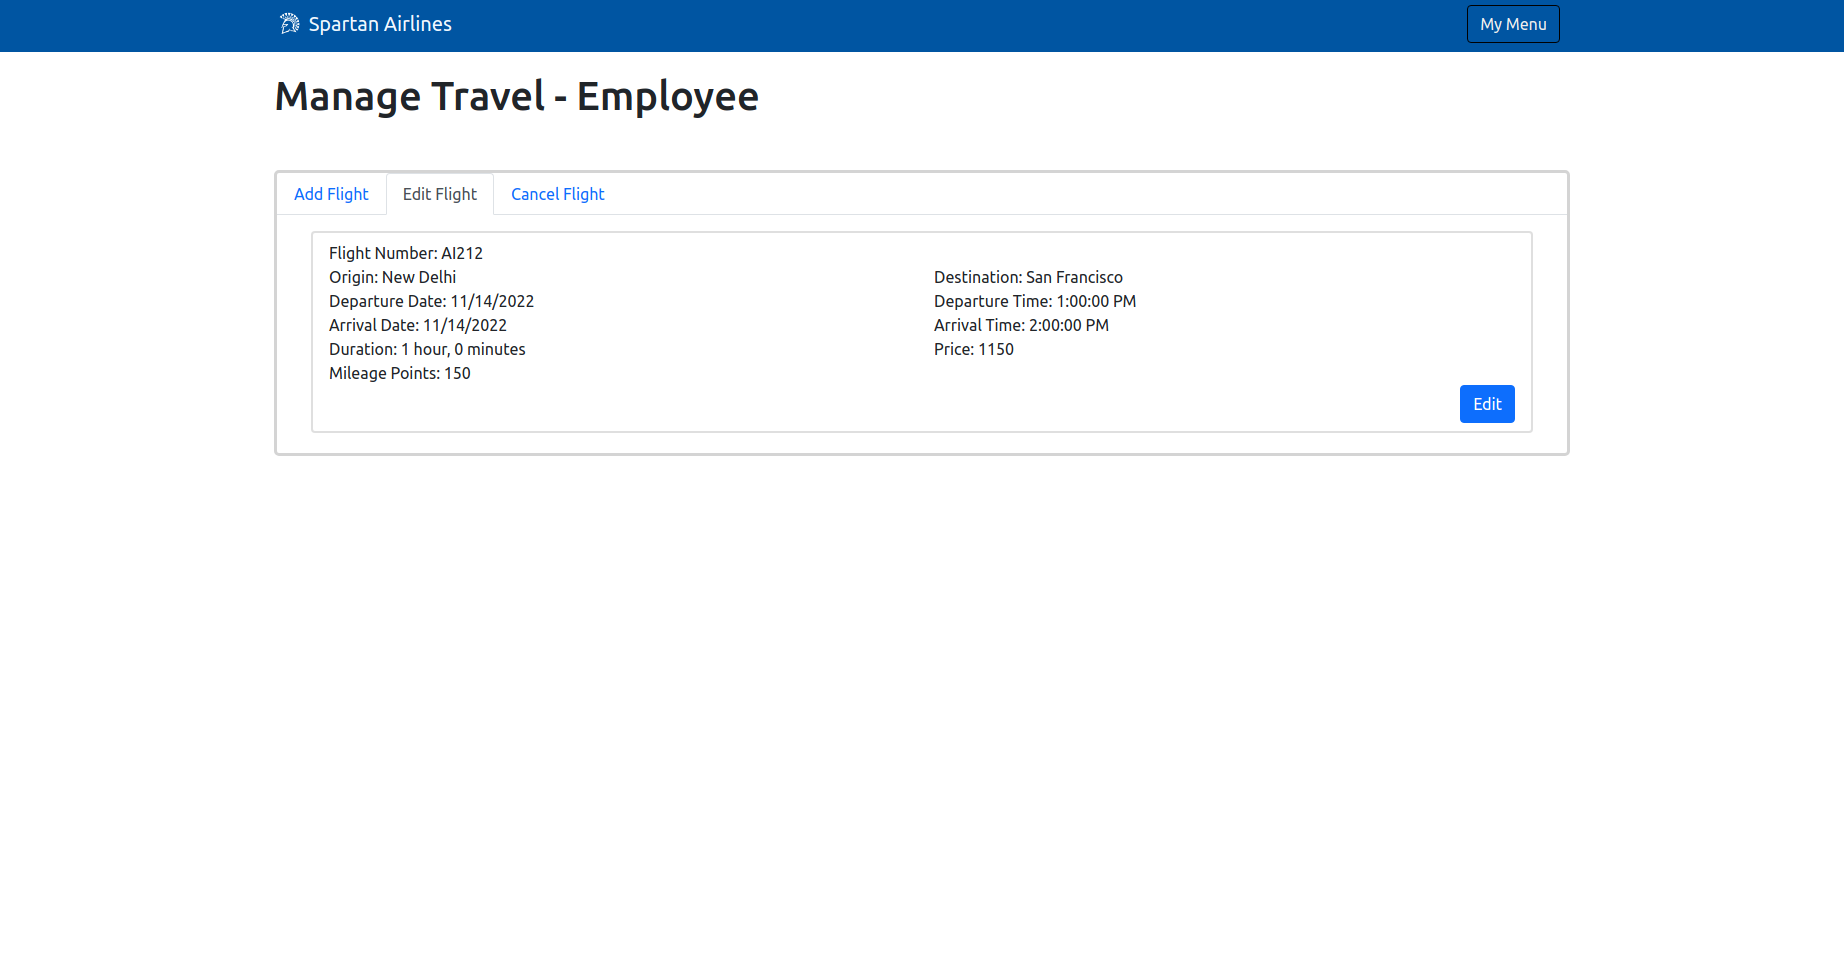 Spartan Airlines
My Menu
Manage Travel - Employee
Add Flight
Edit Flight
Cancel Flight
Flight Number: AI212
Origin: New Delhi
Destination: San Francisco
Departure Date: 11/14/2022
Departure Time: 1:00:00 PM
Arrival Date: 11/14/2022
Arrival Time: 2:00:00 PM
Duration: 1 hour, 0 minutes
Price: 1150
Mileage Points: 150
Edit